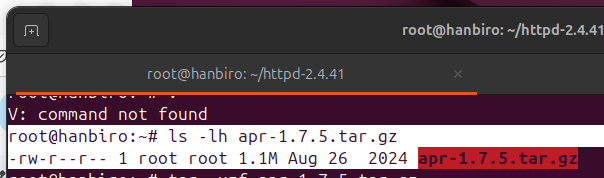 root@hanbiro: ~/httpd-2.4.41
root@hanbiro: ~/httpd-2.4.41
V: command not found
root@hanbiro:~# ls -lh apr-1.7.5.tar.gz
-rw-r--r-- 1 root root 1.1M Aug 26  2024 apr-1.7.5.tar.gz